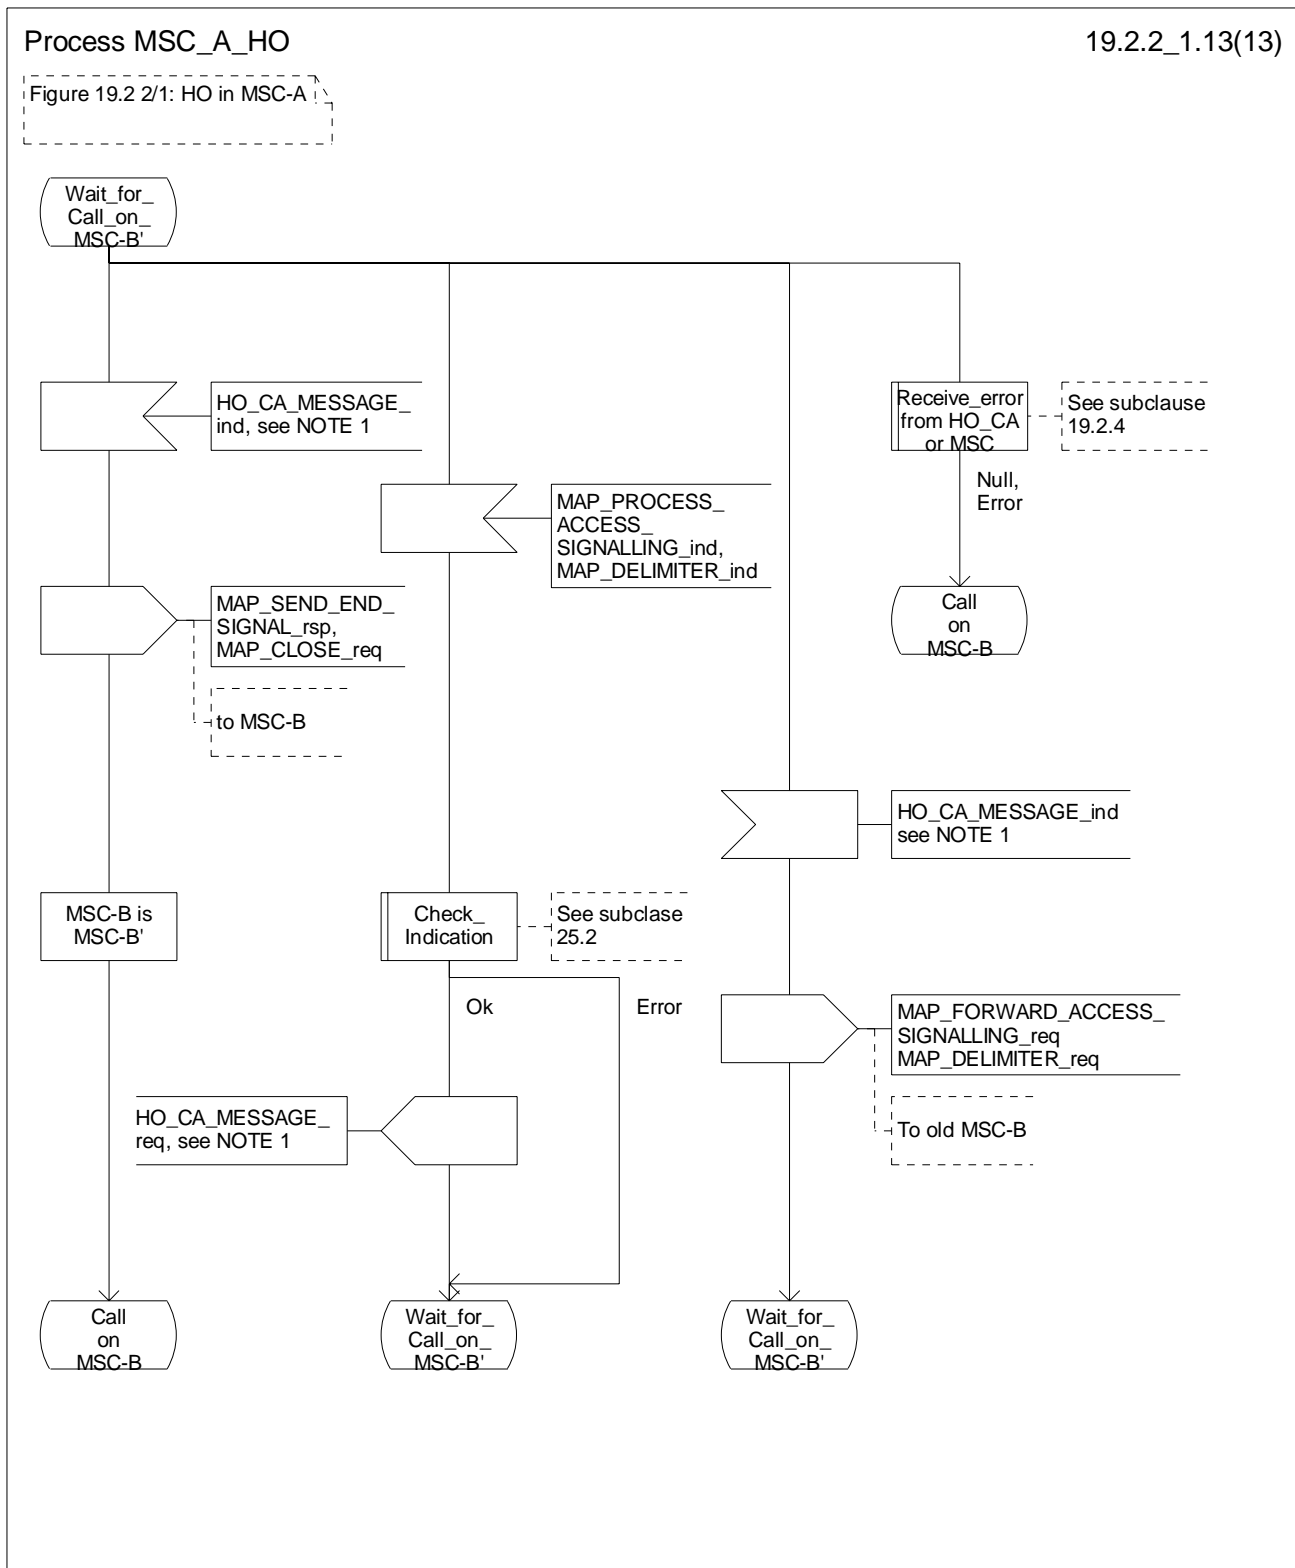 Process MSC_A_HO
19.2.2_1.13(13)
Figure 19.2 2/1: HO in MSC-A
Wait_for_
Call_on_
MSC-B'
HO_CA_MESSAGE_
ind, see NOTE 1
Receive_error
from HO_CA
or MSC
See subclause
19.2.4
Null,
Error
MAP_PROCESS_
ACCESS_
SIGNALLING_ind,
MAP_DELIMITER_ind
MAP_SEND_END_
SIGNAL_rsp,
MAP_CLOSE_req
Call
on
MSC-B
to MSC-B
HO_CA_MESSAGE_ind
see NOTE 1
MSC-B is
MSC-B'
Check_
Indication
See subclase
25.2
Ok
Error
MAP_FORWARD_ACCESS_
SIGNALLING_req
MAP_DELIMITER_req
HO_CA_MESSAGE_
req, see NOTE 1
To old MSC-B
Call
on
MSC-B
Wait_for_
Call_on_
MSC-B'
Wait_for_
Call_on_
MSC-B'